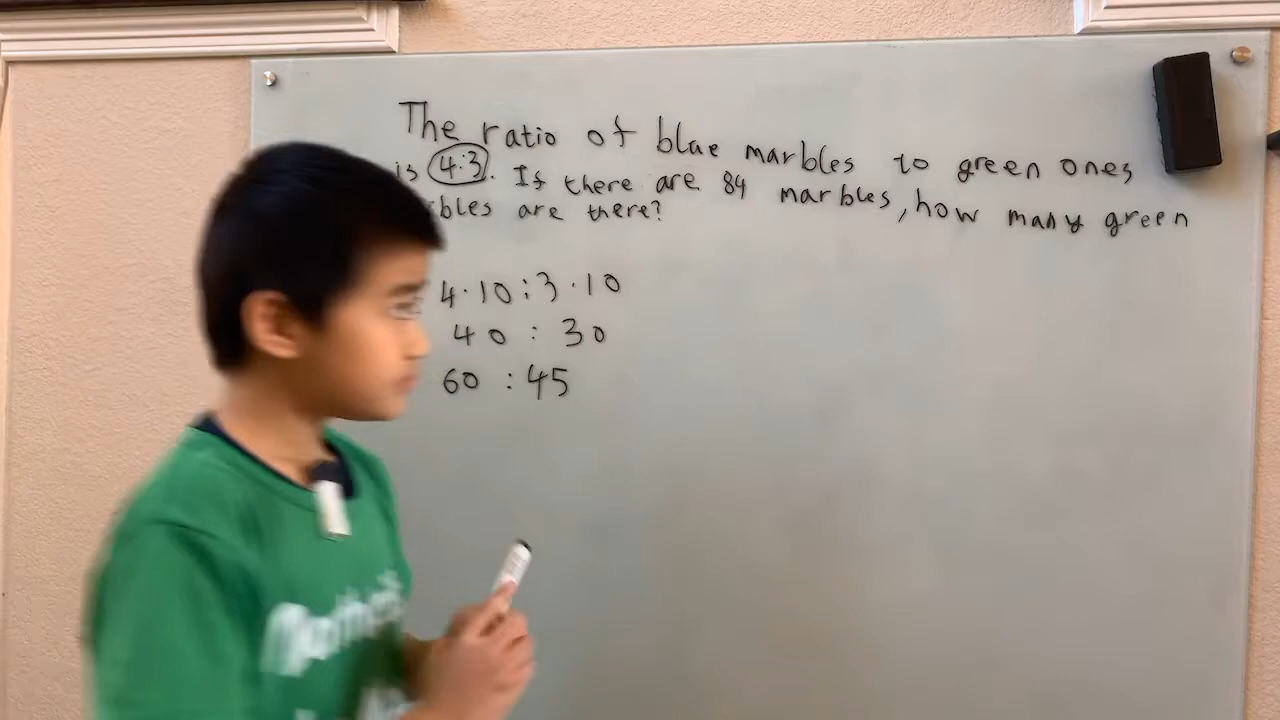 The ratio of blue marbles to green ones
is 4:3. If there are 84 marbles, how many green
are there?
4·10:3·10
40 : 30
60 : 45